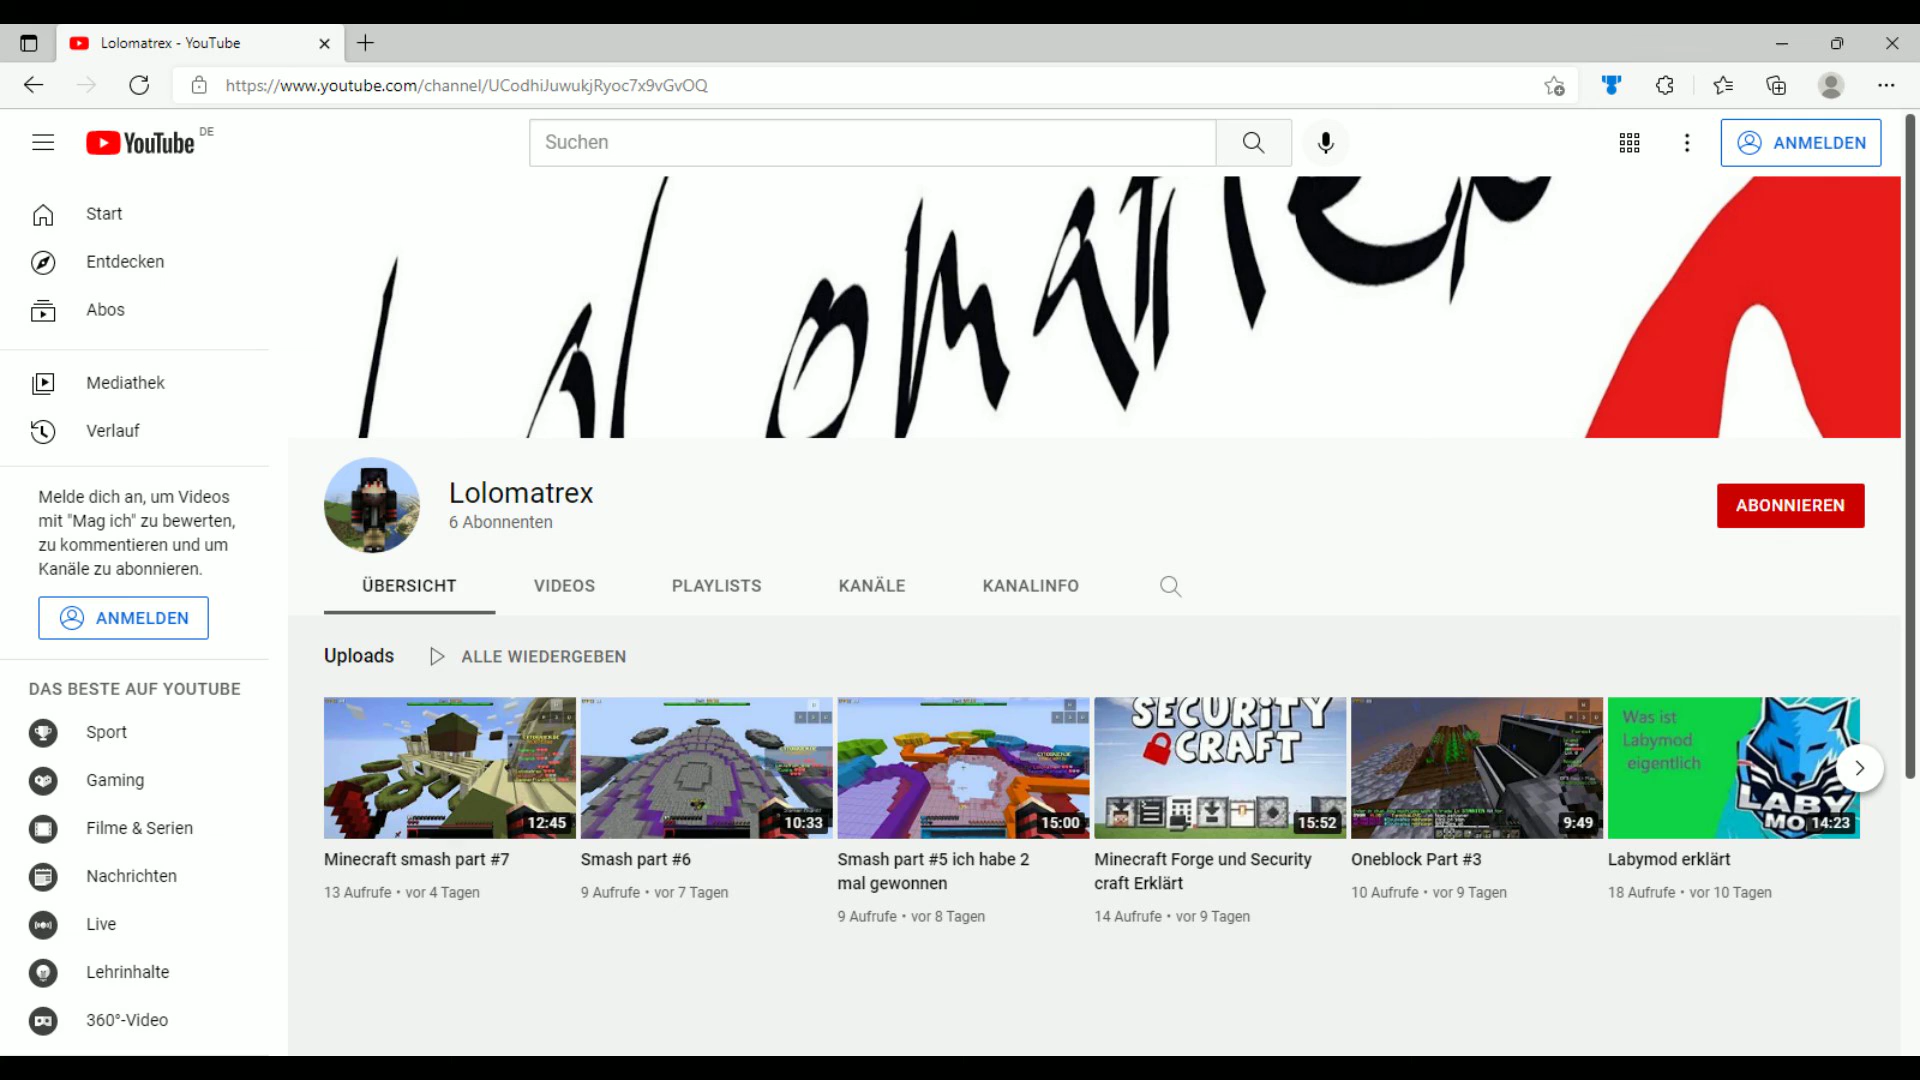 Lolomatrex - YouTube
https://www.youtube.com/channel/UCodhiJuwukjRyoc7x9vGvOQ
YouTube DE
Suchen
ANMELDEN
Start
Entdecken
Abos
Mediathek
Verlauf
Melde dich an, um Videos
mit "Mag ich" zu bewerten,
zu kommentieren und um
Kanäle zu abonnieren.
ANMELDEN
DAS BESTE AUF YOUTUBE
Sport
Gaming
Filme & Serien
Nachrichten
Live
Lehrinhalte
360°-Video
Lolomatrex
6 Abonnenten
ABONNIEREN
ÜBERSICHT VIDEOS PLAYLISTS KANÄLE KANALINFO
Uploads ALLE WIEDERGEBEN
12:45
Minecraft smash part #7
13 Aufrufe • vor 4 Tagen
10:33
Smash part #6
9 Aufrufe • vor 7 Tagen
15:00
Smash part #5 ich habe 2
mal gewonnen
9 Aufrufe • vor 8 Tagen
SECURITY
CRAFT
15:52
Minecraft Forge und Security
craft Erklärt
14 Aufrufe • vor 9 Tagen
9:49
Oneblock Part #3
10 Aufrufe • vor 9 Tagen
Was ist
Labymod
eigentlich
LABY
MO
14:23
Labymod erklärt
18 Aufrufe • vor 10 Tagen